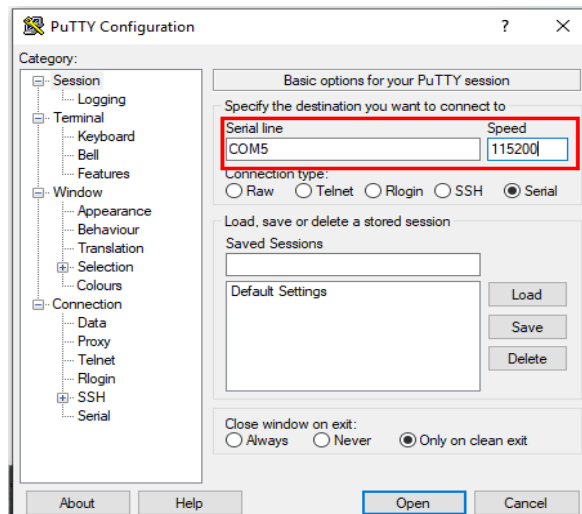 PuTTY Configuration
?
Category:
Session
Logging
Terminal
Keyboard
Bell
Features
Window
Appearance
Behaviour
Translation
Selection
Colours
Connection
Data
Proxy
Telnet
Rlogin
SSH
Serial
Basic options for your PuTTY session
Specify the destination you want to connect to
Serial line Speed
COM5 115200
Connection type:
Raw Telnet Rlogin SSH Serial
Load, save or delete a stored session
Saved Sessions
Default Settings
Load
Save
Delete
Close window on exit:
Always Never Only on clean exit
About Help Open Cancel